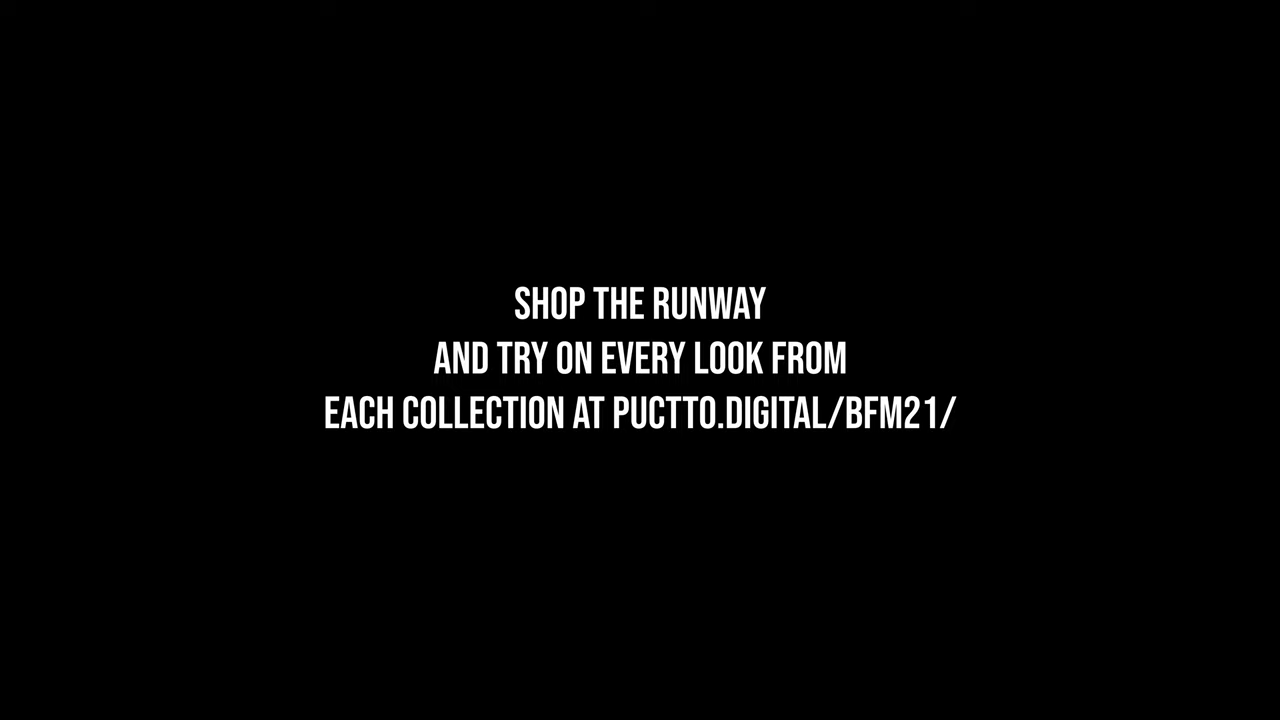 SHOP THE RUNWAY
AND TRY ON EVERY LOOK FROM
EACH COLLECTION AT PUCTTO.DIGITAL/BFM21/